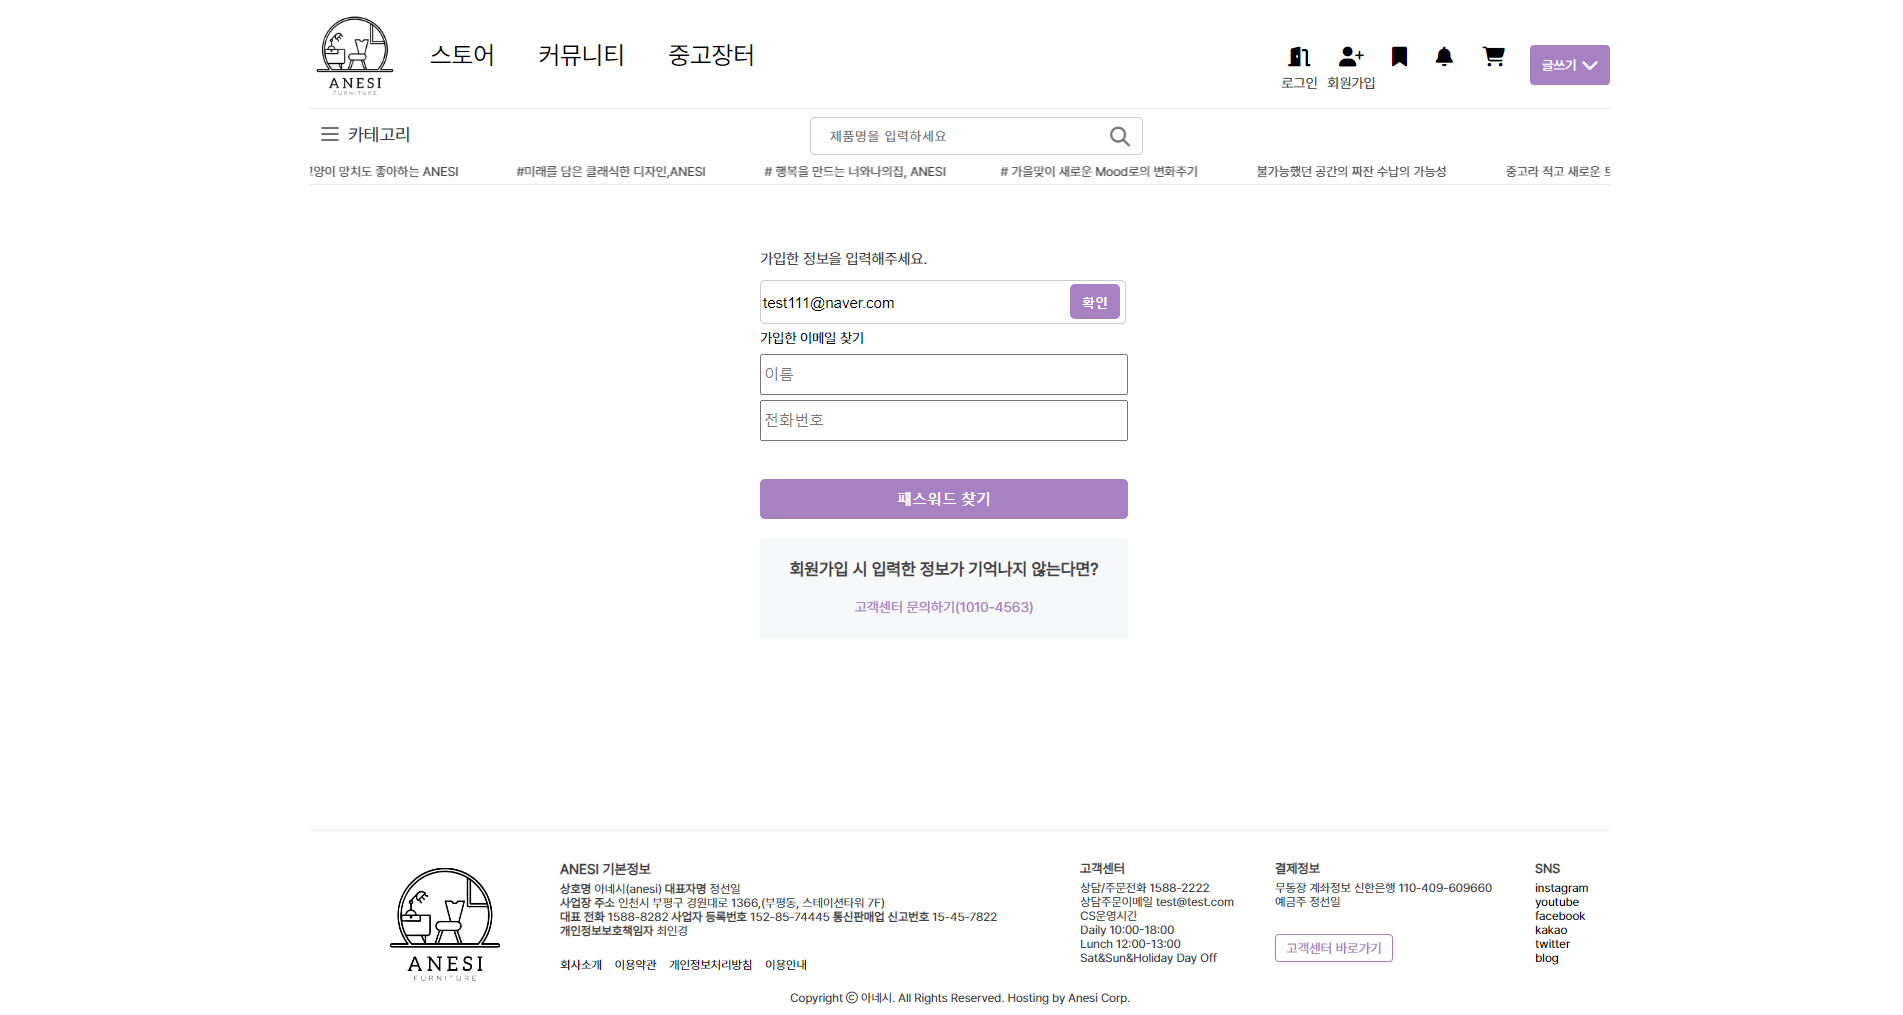 ANESI
FURNITURE
스토어 커뮤니티 중고장터
로그인 회원가입
글쓰기
카테고리
제품명을 입력하세요
양이 망치도 좋아하는 ANESI #미래를 담은 클래식한 디자인,ANESI # 행복을 만드는 너와나의집, ANESI # 가을맞이 새로운 Mood로의 변화주기 불가능했던 공간의 짜잔 수납의 가능성 중고라 적고 새로운
가입한 정보을 입력해주세요.
test111@naver.com 확인
가입한 이메일 찾기
이름
전화번호
패스워드 찾기
회원가입 시 입력한 정보가 기억나지 않는다면?
고객센터 문의하기(1010-4563)
ANESI
FURNITURE
ANESI 기본정보
상호명 아네시(anesi) 대표자명 정선일
사업장 주소 인천시 부평구 경원대로 1366,(부평동, 스테이션타워 7F)
대표 전화 1588-8282 사업자 등록번호 152-85-74445 통신판매업 신고번호 15-45-7822
개인정보보호책임자 최인경
회사소개 이용약관 개인정보처리방침 이용안내
고객센터
상담/주문전화 1588-2222
상담주문이메일 test@test.com
CS운영시간
Daily 10:00-18:00
Lunch 12:00-13:00
Sat&Sun&Holiday Day Off
결제정보
무통장 계좌정보 신한은행 110-409-609660
예금주 정선일
고객센터 바로가기
SNS
instagram
youtube
facebook
kakao
twitter
blog
Copyright ⓒ 아네시. All Rights Reserved. Hosting by Anesi Corp.